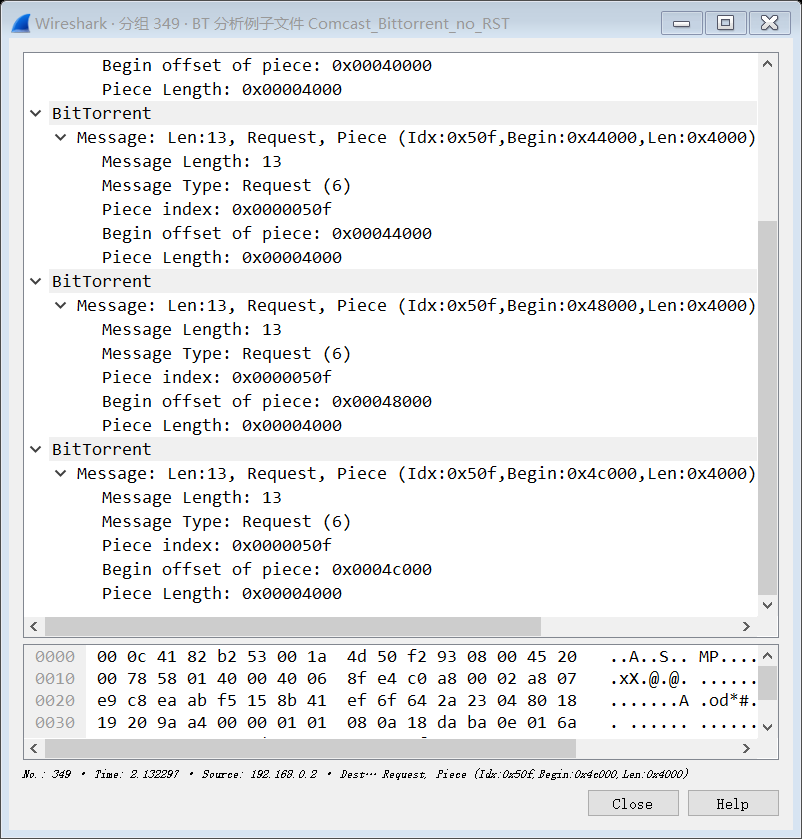 Wireshark · 分组 349 · BT 分析例子文件 Comcast_Bittorrent_no_RST
Begin offset of piece: 0x00040000
Piece Length: 0x00004000
BitTorrent
Message: Len:13, Request, Piece (Idx:0x50f,Begin:0x44000,Len:0x4000)
Message Length: 13
Message Type: Request (6)
Piece index: 0x0000050f
Begin offset of piece: 0x00044000
Piece Length: 0x00004000
BitTorrent
Message: Len:13, Request, Piece (Idx:0x50f,Begin:0x48000,Len:0x4000)
Message Length: 13
Message Type: Request (6)
Piece index: 0x0000050f
Begin offset of piece: 0x00048000
Piece Length: 0x00004000
BitTorrent
Message: Len:13, Request, Piece (Idx:0x50f,Begin:0x4c000,Len:0x4000)
Message Length: 13
Message Type: Request (6)
Piece index: 0x0000050f
Begin offset of piece: 0x0004c000
Piece Length: 0x00004000
0000 00 0c 41 82 b2 53 00 1a 4d 50 f2 93 08 00 45 20 ..A..S.. MP....
0010 00 78 58 01 40 00 40 06 8f e4 c0 a8 00 02 a8 07 .xX.@.@. .......
0020 e9 c8 ea ab f5 15 8b 41 ef 6f 64 2a 23 04 80 18 .......A .od*#.
0030 19 20 9a a4 00 00 01 01 08 0a 18 da ba 0e 01 6a . ...... .......
No.: 349 · Time: 2.132297 · Source: 192.168.0.2 · Dest… Request, Piece (Idx:0x50f,Begin:0x4c000,Len:0x4000)
Close Help